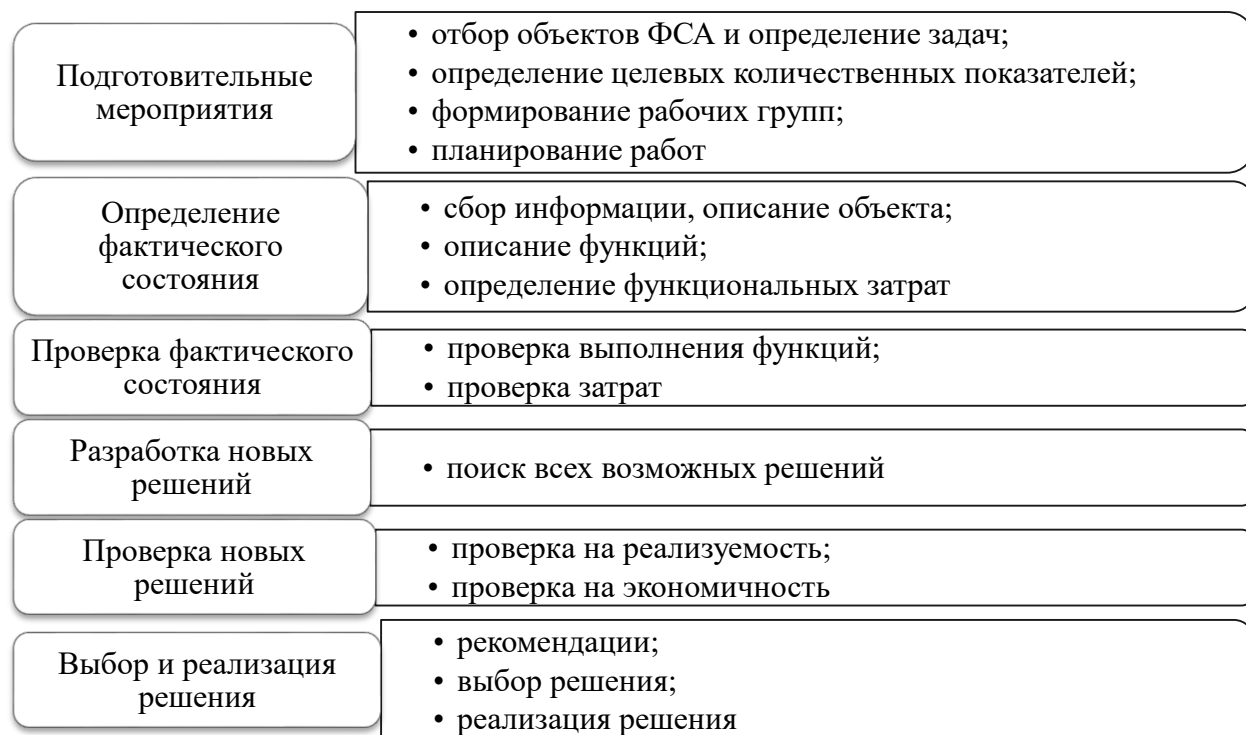 Подготовительные
мероприятия
• отбор объектов ФСА и определение задач;
• определение целевых количественных показателей;
• формирование рабочих групп;
• планирование работ
Определение
фактического
состояния
• сбор информации, описание объекта;
• описание функций;
• определение функциональных затрат
Проверка фактического
состояния
• проверка выполнения функций;
• проверка затрат
Разработка новых
решений
• поиск всех возможных решений
Проверка новых
решений
• проверка на реализуемость;
• проверка на экономичность
Выбор и реализация
решения
• рекомендации;
• выбор решения;
• реализация решения